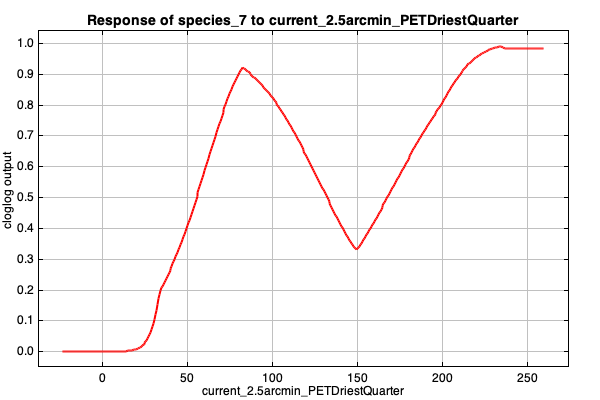 Response of species_7 to current_2.5arcmin_PETDriestQuarter
cloglog output
1.0
0.9
0.8
0.7
0.6
0.5
0.4
0.3
0.2
0.1
0.0
0 50 100 150 200 250
current_2.5arcmin_PETDriestQuarter